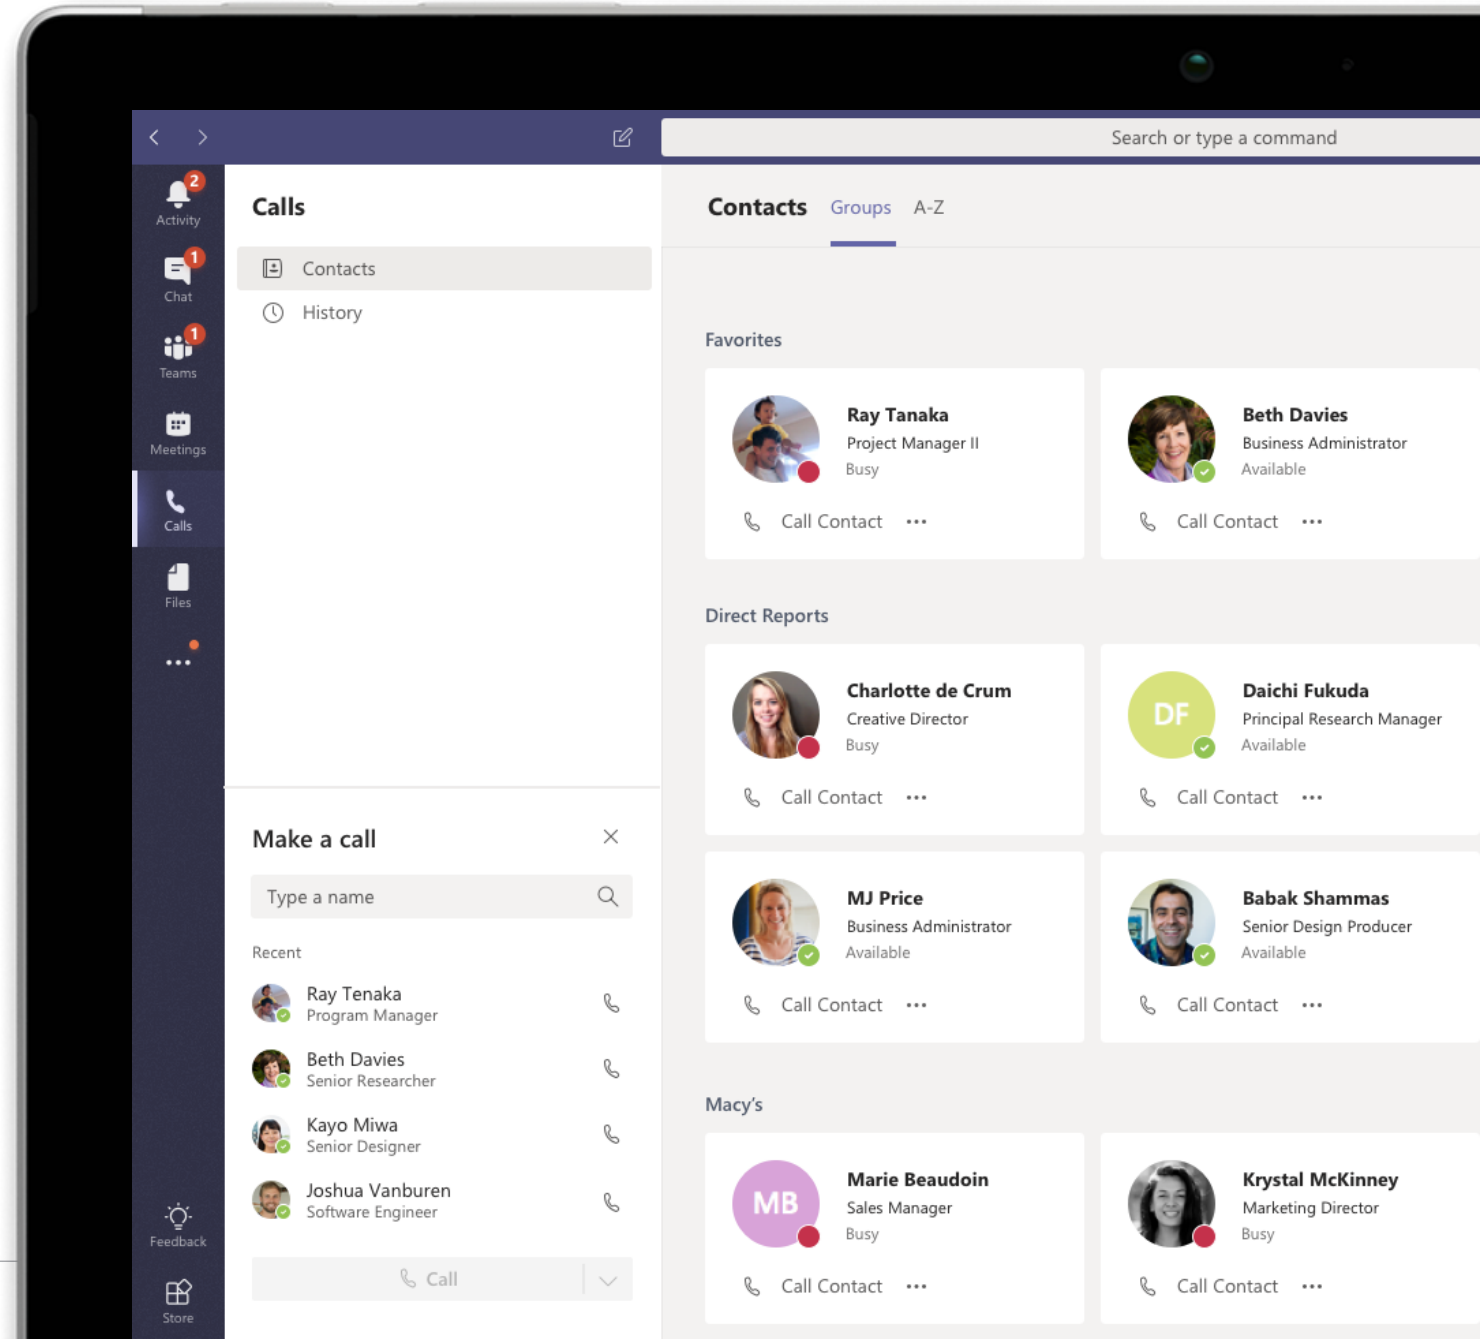 Search or type a command
2
Activity
1
Chat
1
Teams
Meetings
Calls
Files
Feedback
Store
Calls
Contacts
History
Make a call
Type a name
Recent
Ray Tenaka
Program Manager
Beth Davies
Senior Researcher
Kayo Miwa
Senior Designer
Joshua Vanburen
Software Engineer
Call
Contacts Groups A-Z
Favorites
Ray Tanaka
Project Manager II
Busy
Call Contact
Beth Davies
Business Administrator
Available
Call Contact
Direct Reports
Charlotte de Crum
Creative Director
Busy
Call Contact
DF
Daichi Fukuda
Principal Research Manager
Available
Call Contact
MJ Price
Business Administrator
Available
Call Contact
Babak Shammas
Senior Design Producer
Available
Call Contact
Macy's
MB
Marie Beaudoin
Sales Manager
Busy
Call Contact
Krystal McKinney
Marketing Director
Busy
Call Contact